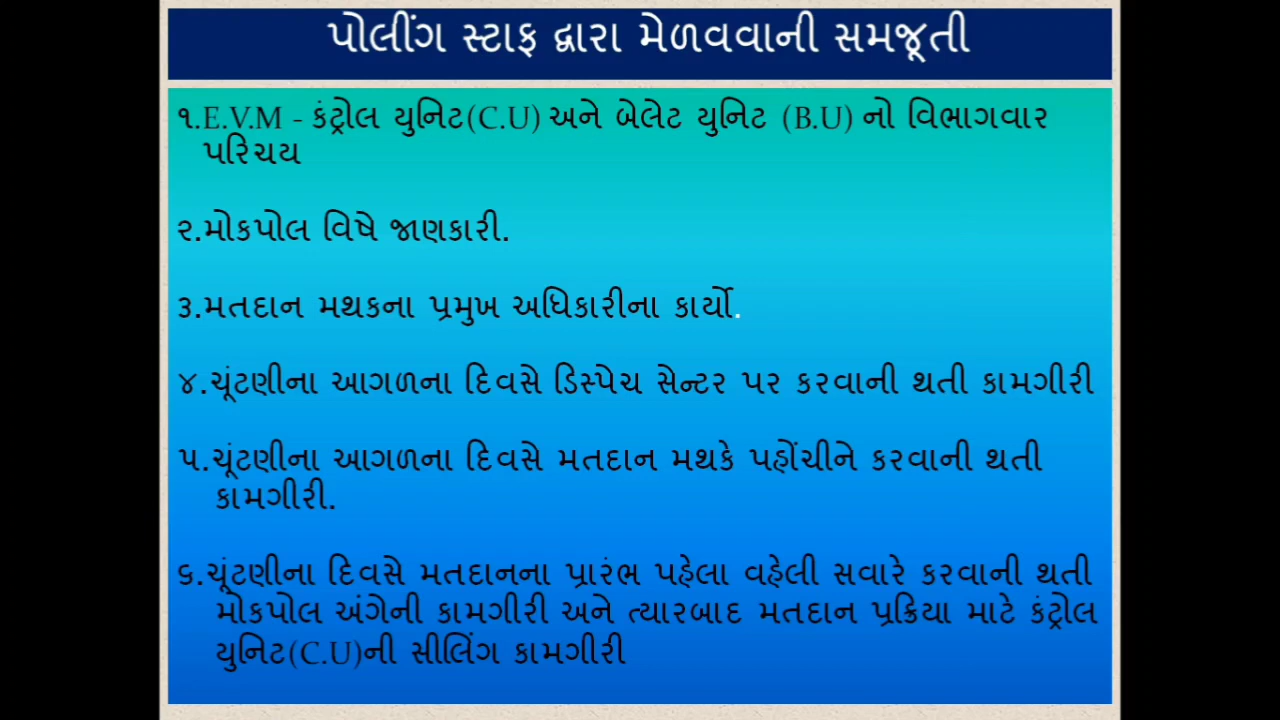 પોલીંગ સ્ટાફ દ્વારા મેળવવાની સમજૂતી
૧.E.V.M - કંટ્રોલ યુનિટ(C.U) અને બેલેટ યુનિટ (B.U) નો વિભાગવાર
પરિચય
૨.મોકપોલ વિષે જાણકારી.
૩.મતદાન મથકના પ્રમુખ અધિકારીના કાર્યો.
૪.ચૂંટણીના આગળના દિવસે ડિસ્પેચ સેન્ટર પર કરવાની થતી કામગીરી
૫.ચૂંટણીના આગળના દિવસે મતદાન મથકે પહોંચીને કરવાની થતી
કામગીરી.
૬.ચૂંટણીના દિવસે મતદાનના પ્રારંભ પહેલા વહેલી સવારે કરવાની થતી
મોકપોલ અંગેની કામગીરી અને ત્યારબાદ મતદાન પ્રક્રિયા માટે કંટ્રોલ
યુનિટ(C.U)ની સીલિંગ કામગીરી